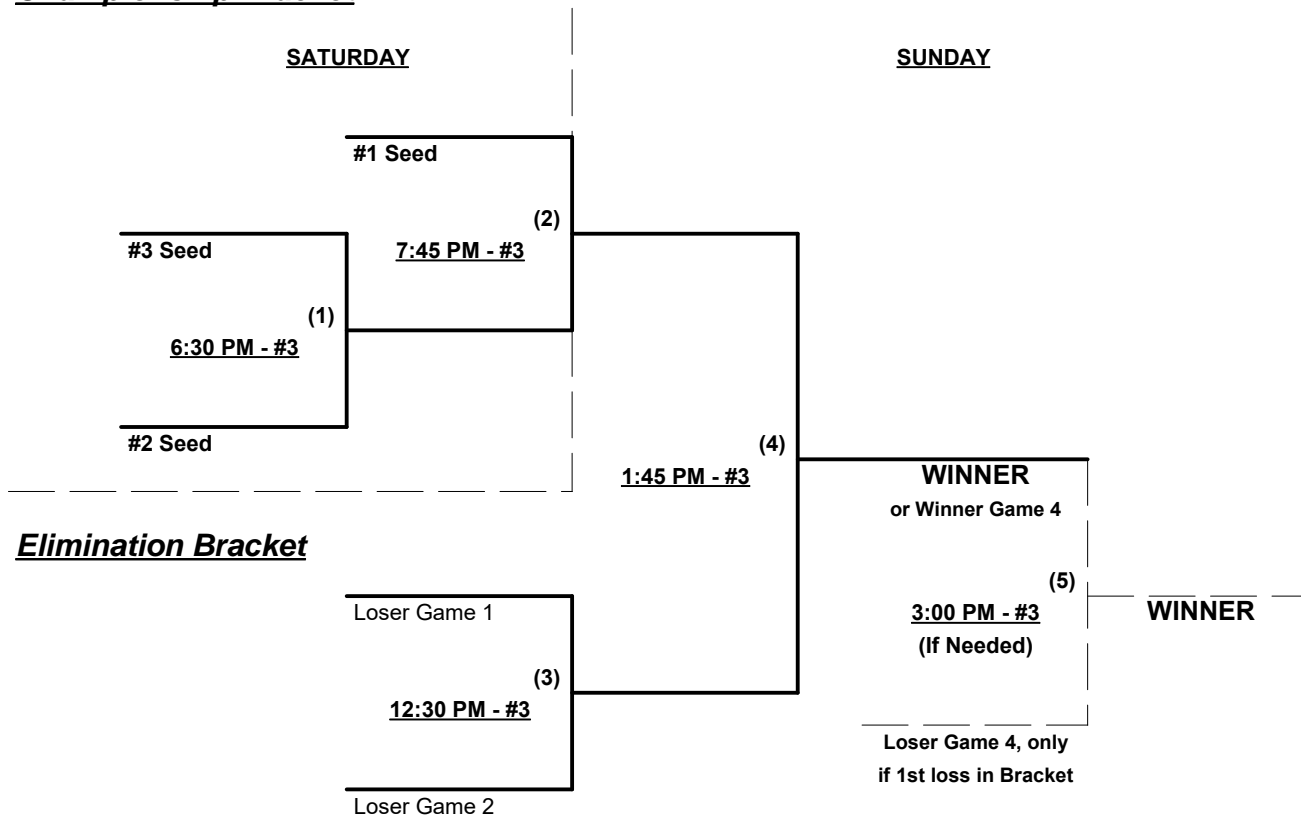 SATURDAY
SUNDAY
#1 Seed
(2)
7:45 PM - #3
#3 Seed
(1)
6:30 PM - #3
#2 Seed
(4)
1:45 PM - #3
WINNER
or Winner Game 4
Elimination Bracket
Loser Game 1
(5)
3:00 PM - #3
(If Needed)
WINNER
(3)
12:30 PM - #3
Loser Game 4, only
if 1st loss in Bracket
Loser Game 2